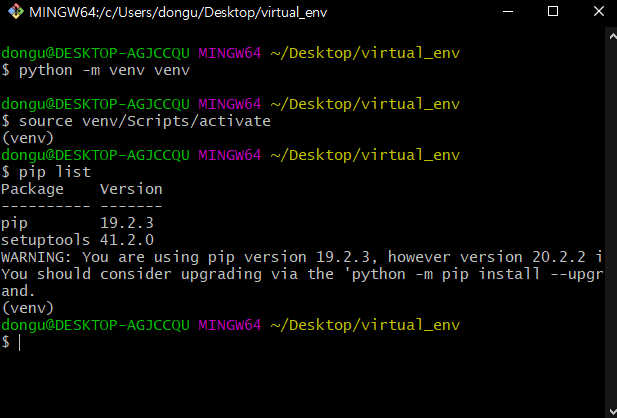 MINGW64:/c/Users/dongu/Desktop/virtual_env
dongu@DESKTOP-AGJCCQU MINGW64 ~/Desktop/virtual_env
$ python -m venv venv
dongu@DESKTOP-AGJCCQU MINGW64 ~/Desktop/virtual_env
$ source venv/Scripts/activate
(venv)
dongu@DESKTOP-AGJCCQU MINGW64 ~/Desktop/virtual_env
$ pip list
Package    Version
---------- -------
pip        19.2.3
setuptools 41.2.0
WARNING: You are using pip version 19.2.3, however version 20.2.2 i
You should consider upgrading via the 'python -m pip install --upgr
and.
(venv)
dongu@DESKTOP-AGJCCQU MINGW64 ~/Desktop/virtual_env
$